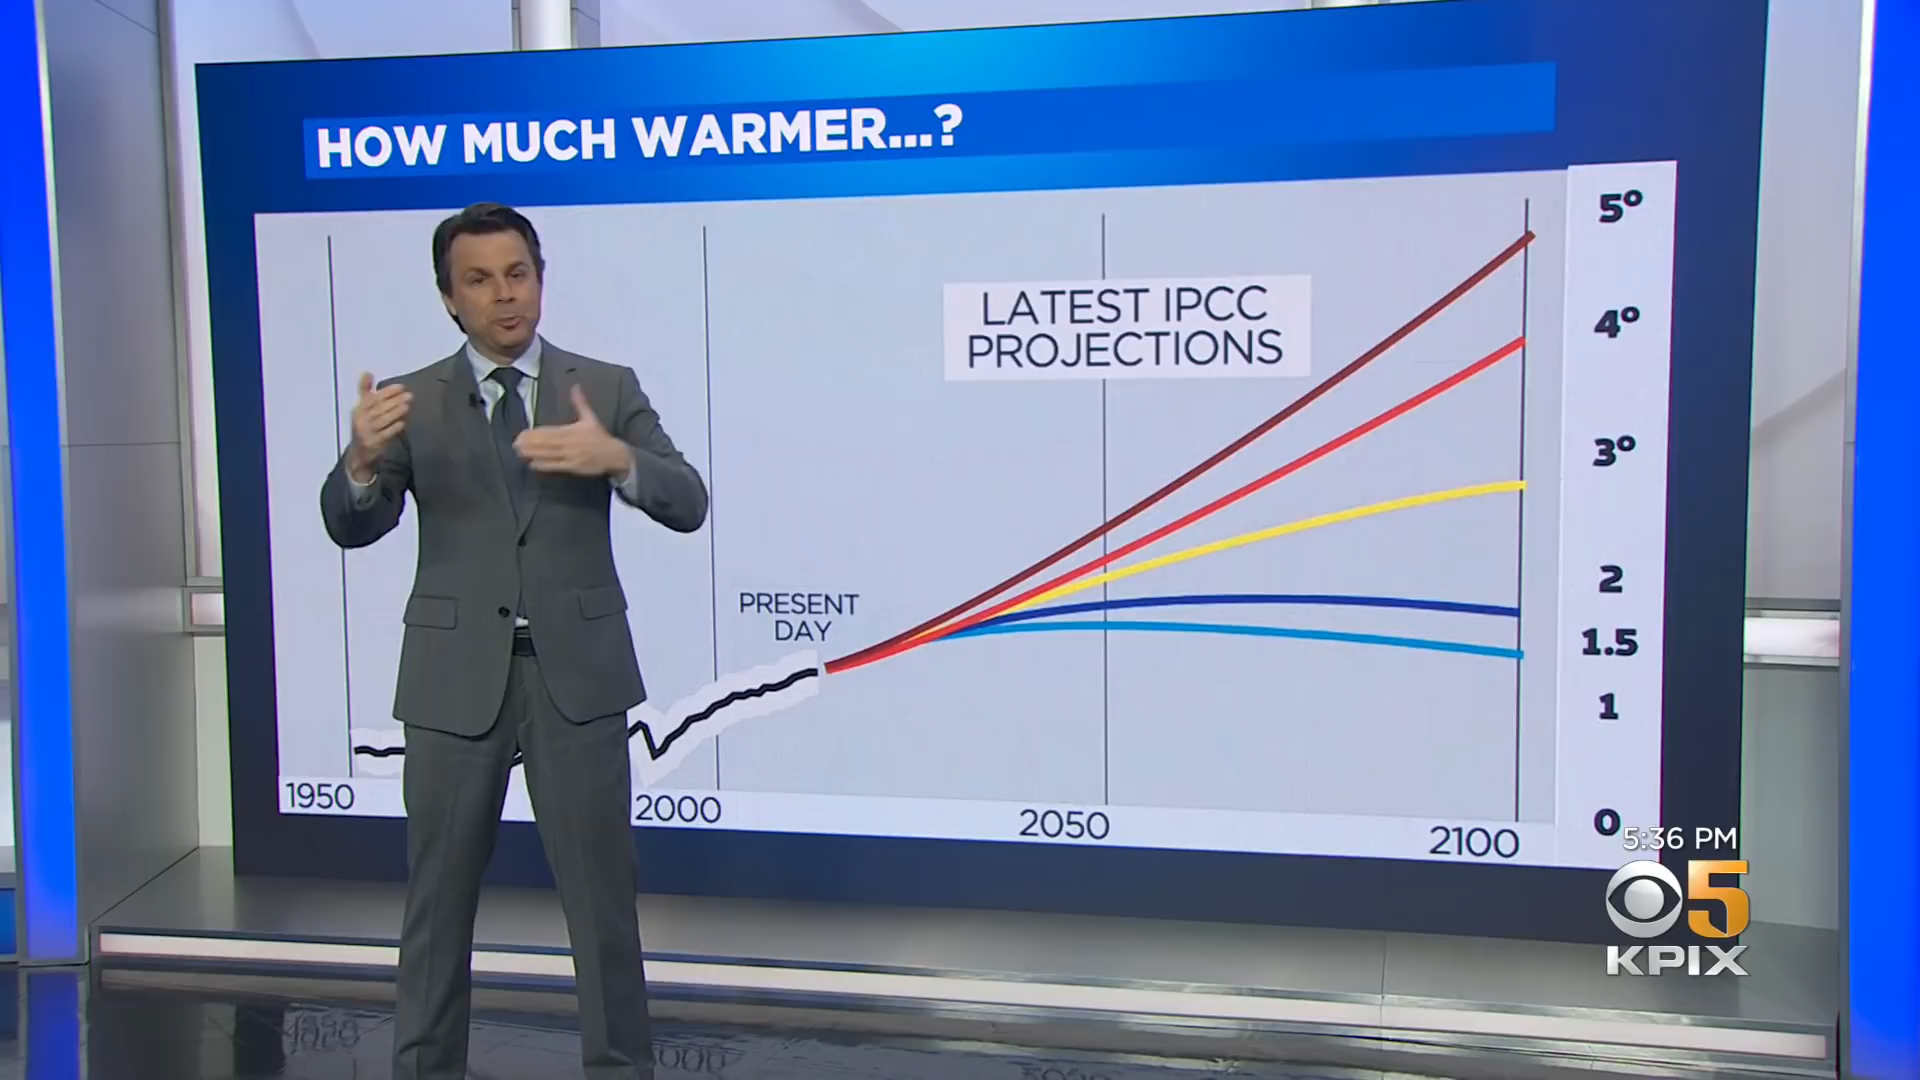 HOW MUCH WARMER...?
LATEST IPCC
PROJECTIONS
PRESENT
DAY
1950
2000
2050
2100
5°
4°
3°
2
1.5
1
0
5:36 PM
5
KPIX